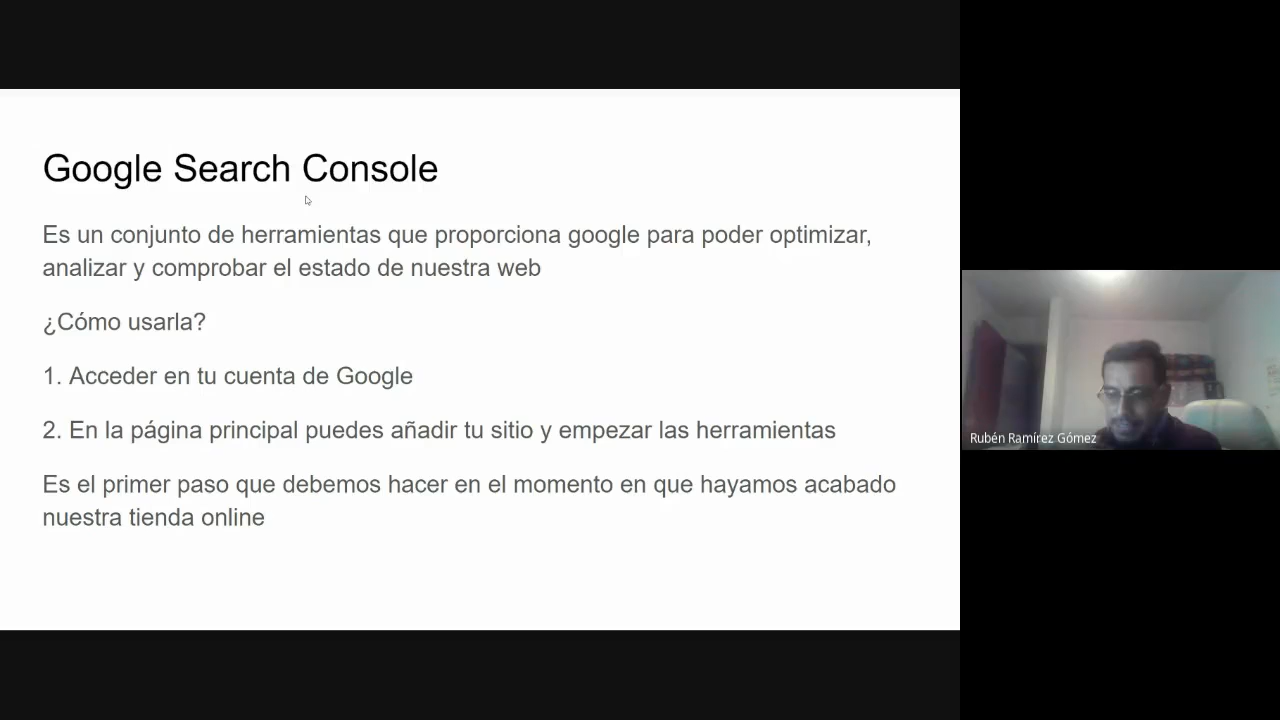 Google Search Console
Es un conjunto de herramientas que proporciona google para poder optimizar,
analizar y comprobar el estado de nuestra web
¿Cómo usarla?
1. Acceder en tu cuenta de Google
2. En la página principal puedes añadir tu sitio y empezar las herramientas
Es el primer paso que debemos hacer en el momento en que hayamos acabado
nuestra tienda online
Rubén Ramírez Gómez